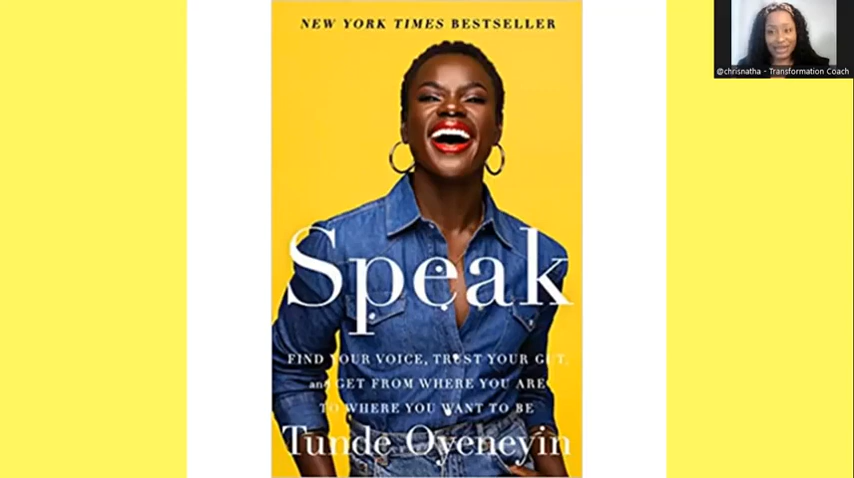 NEW YORK TIMES BESTSELLER
@chrisnatha - Transformation Coach
Speak
FIND YOUR VOICE, TRUST YOUR GUT,
and GET FROM WHERE YOU ARE
TO WHERE YOU WANT TO BE
Tunde Oyeneyin